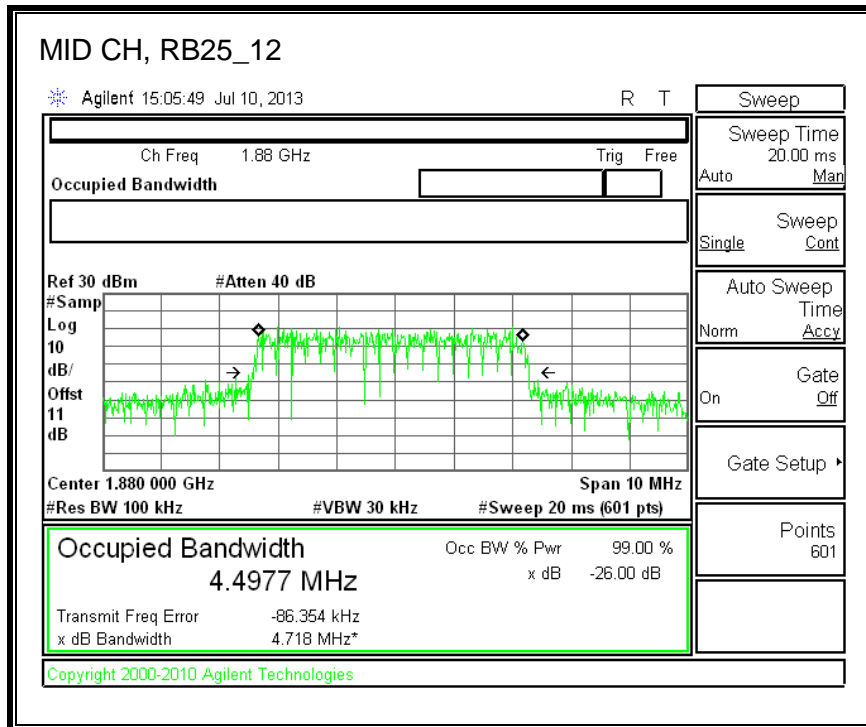 MID CH, RB25_12
Agilent 15:05:49 Jul 10, 2013 R T
Ch Freq 1.88 GHz Trig Free
Occupied Bandwidth
Ref 30 dBm #Atten 40 dB
#Samp
Log
10
dB/
Offst
11
dB
Center 1.880 000 GHz Span 10 MHz
#Res BW 100 kHz #VBW 30 kHz #Sweep 20 ms (601 pts)
Occupied Bandwidth
4.4977 MHz
Occ BW % Pwr 99.00 %
x dB -26.00 dB
Transmit Freq Error -86.354 kHz
x dB Bandwidth 4.718 MHz*
Copyright 2000-2010 Agilent Technologies
Sweep
Sweep Time
20.00 ms
Auto Man
Sweep
Single Cont
Auto Sweep
Time
Norm Accy
Gate
On Off
Gate Setup
Points
601